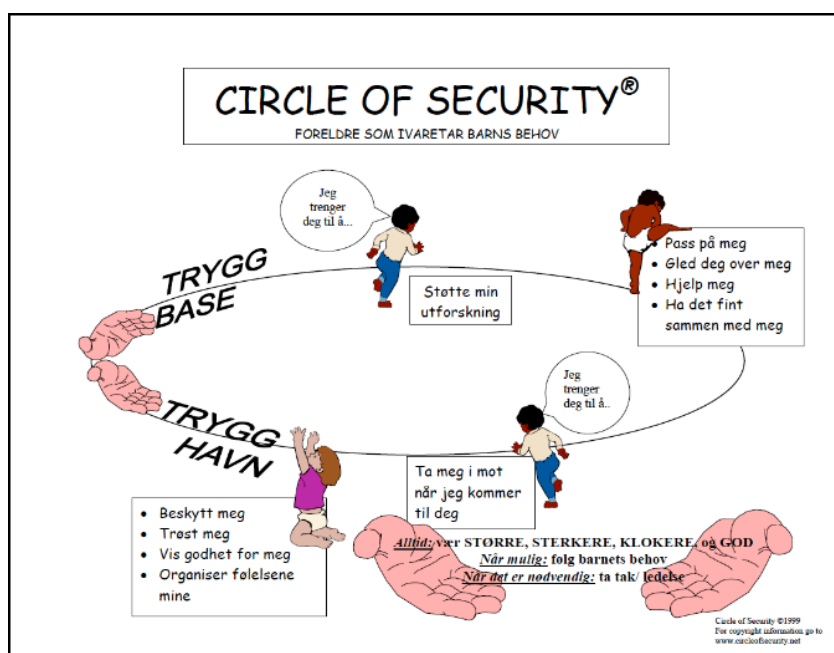 CIRCLE OF SECURITY®
FORELDRE SOM IVARETAR BARNS BEHOV
Jeg
trenger
deg til å...
TRYGG
BASE
Støtte min
utforskning
• Pass på meg
• Gled deg over meg
• Hjelp meg
• Ha det fint
sammen med meg
Jeg
trenger
deg til å..
TRYGG
HAVN
Ta meg i mot
når jeg kommer
til deg
• Beskytt meg
• Trøst meg
• Vis godhet for meg
• Organiser følelsene
mine
Alltid: vær STØRRE, STERKERE, KLOKERE, og GOD
Når mulig: følg barnets behov
Når det er nødvendig: ta tak/ ledelse
Circle of Security ©1999
For copyright information go to
www.circleofsecurity.net